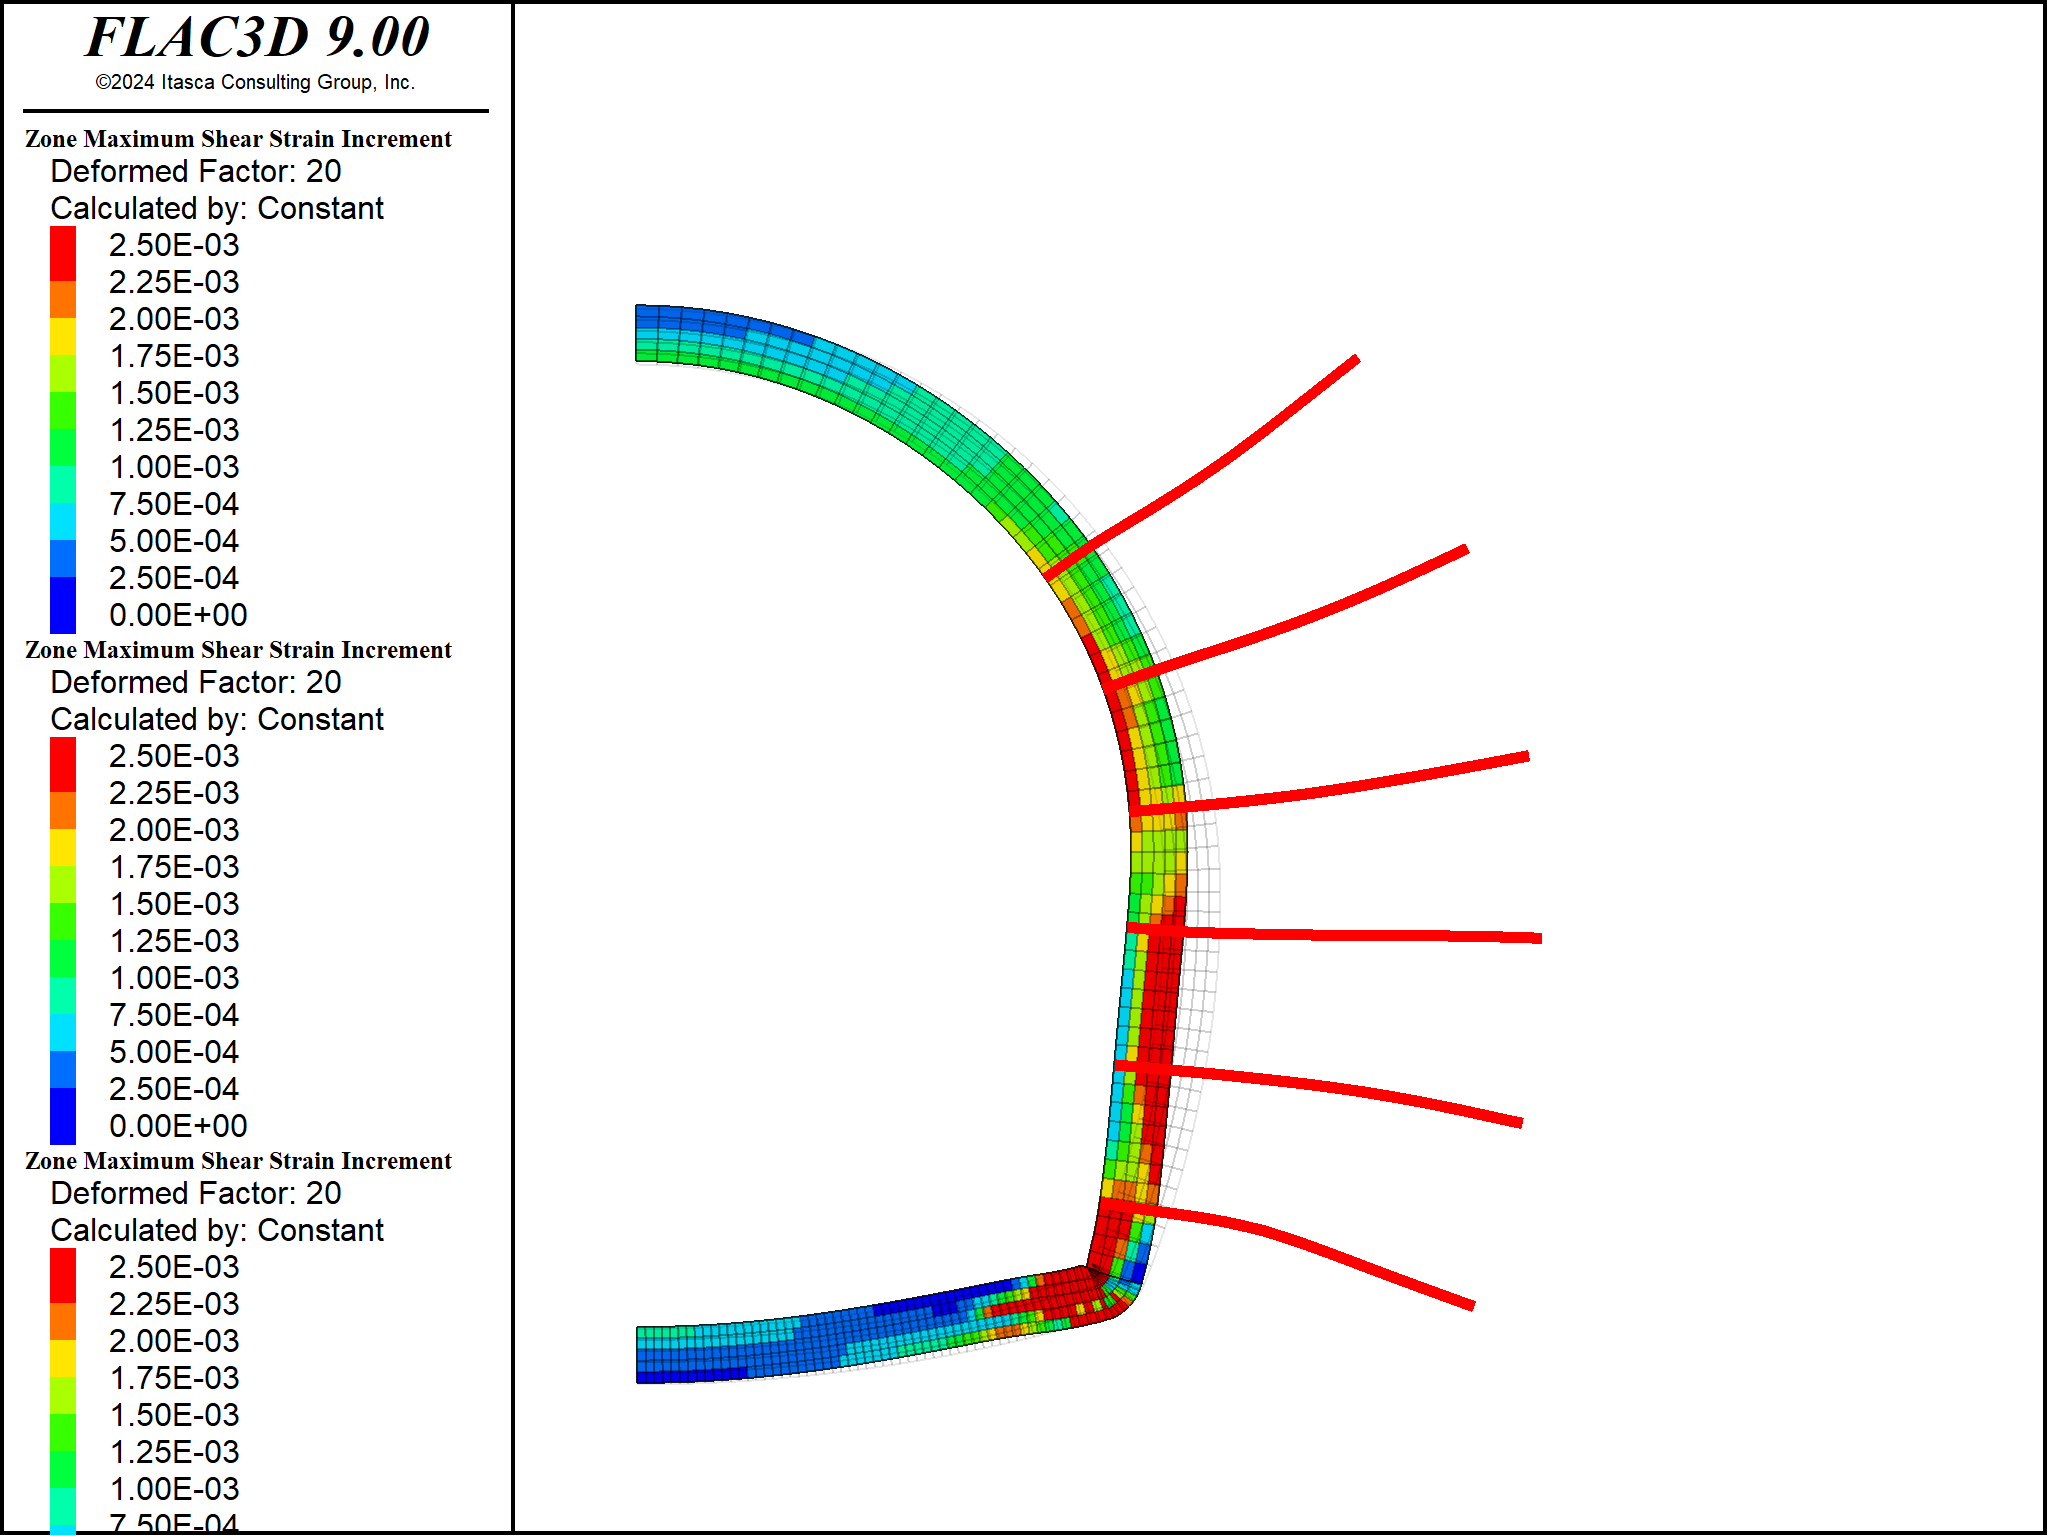 FLAC3D 9.00
©2024 Itasca Consulting Group, Inc.
Zone Maximum Shear Strain Increment
Deformed Factor: 20
Calculated by: Constant
2.50E-03
2.25E-03
2.00E-03
1.75E-03
1.50E-03
1.25E-03
1.00E-03
7.50E-04
5.00E-04
2.50E-04
0.00E+00
Zone Maximum Shear Strain Increment
Deformed Factor: 20
Calculated by: Constant
2.50E-03
2.25E-03
2.00E-03
1.75E-03
1.50E-03
1.25E-03
1.00E-03
7.50E-04
5.00E-04
2.50E-04
0.00E+00
Zone Maximum Shear Strain Increment
Deformed Factor: 20
Calculated by: Constant
2.50E-03
2.25E-03
2.00E-03
1.75E-03
1.50E-03
1.25E-03
1.00E-03
7.50E-04